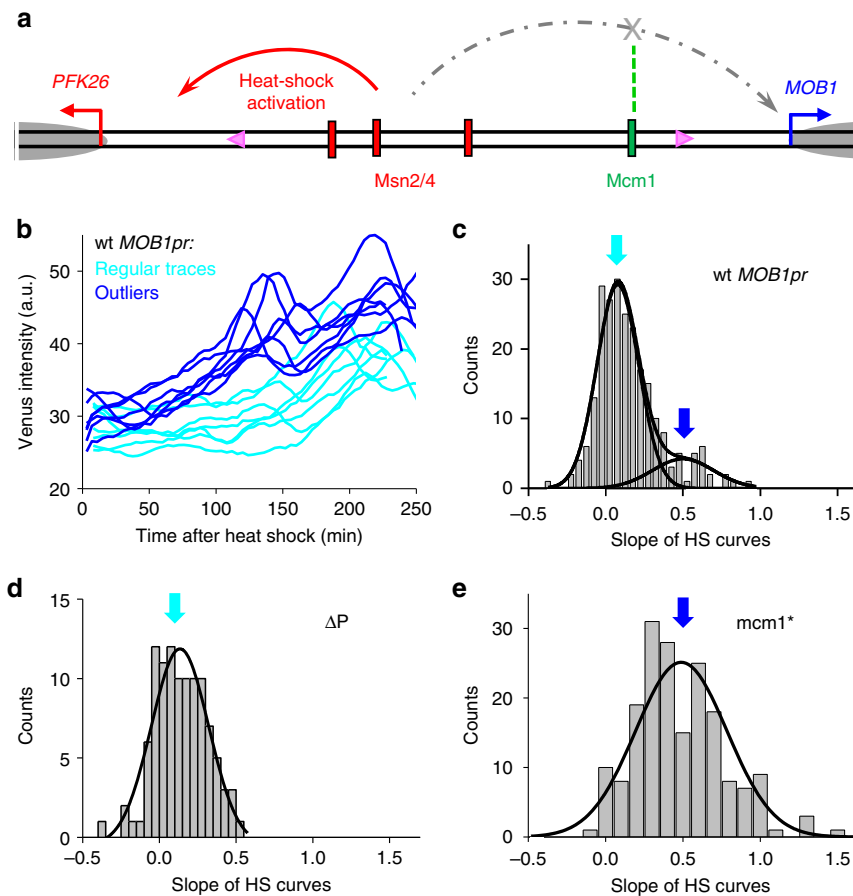 a
PFK26
Heat-shock
activation
X
MOB1
Msn2/4
Mcm1
b
wt MOB1pr:
Regular traces
Outliers
Venus intensity (a.u.)
50
40
30
20
0 50 100 150 200 250
Time after heat shock (min)
c
wt MOB1pr
Counts
30
20
10
0
–0.5 0.0 0.5 1.0 1.5
Slope of HS curves
d
ΔP
Counts
15
10
5
0
–0.5 0.0 0.5 1.0 1.5
Slope of HS curves
e
mcm1*
Counts
30
20
10
0
–0.5 0.0 0.5 1.0 1.5
Slope of HS curves